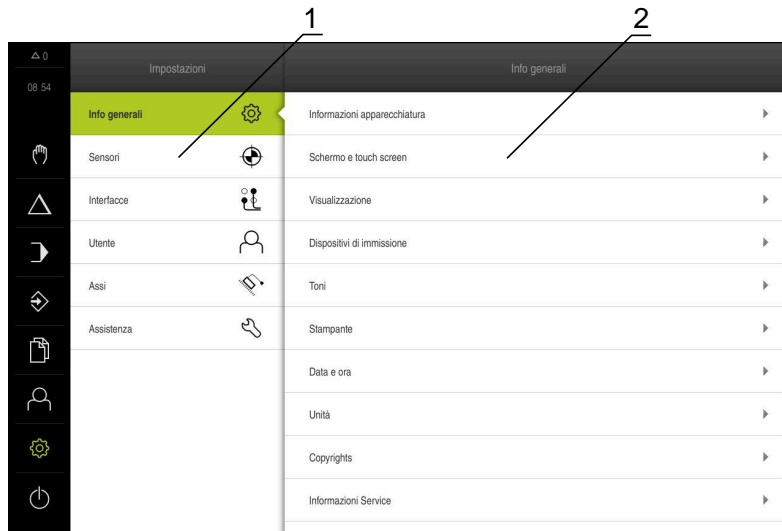 1
2
0
08 54
Impostazioni
Info generali
Info generali
Sensori
Interfacce
Utente
Assi
Assistenza
Informazioni apparecchiatura
Schermo e touch screen
Visualizzazione
Dispositivi di immissione
Toni
Stampante
Data e ora
Unità
Copyrights
Informazioni Service